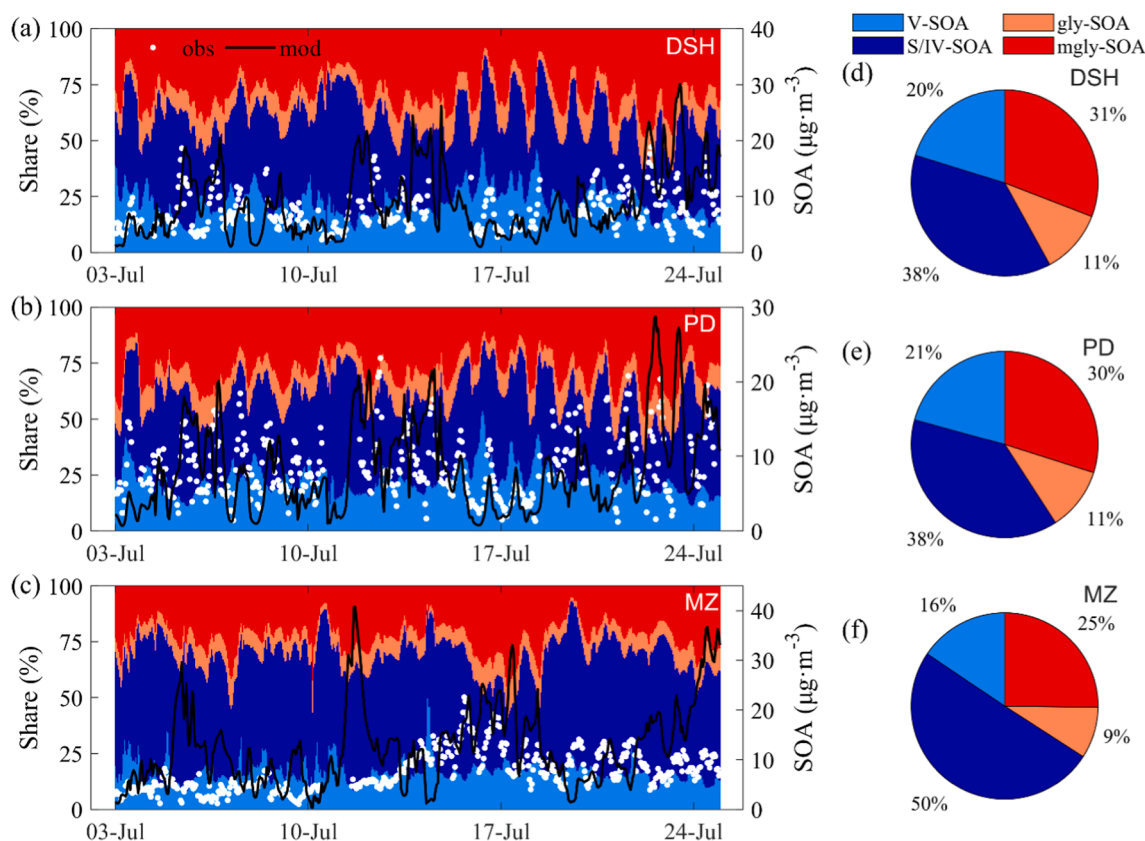 V-SOA gly-SOA
S/IV-SOA mgly-SOA
(a) 100 75 50 25 0
Share (%)
obs mod DSH
40 30 20 10 0
SOA (µg·m⁻³)
03-Jul 10-Jul 17-Jul 24-Jul
(d) DSH
20% 31%
38% 11%
(b) 100 75 50 25 0
Share (%)
PD
30 20 10 0
SOA (µg·m⁻³)
03-Jul 10-Jul 17-Jul 24-Jul
(e) PD
21% 30%
38% 11%
(c) 100 75 50 25 0
Share (%)
MZ
40 30 20 10 0
SOA (µg·m⁻³)
03-Jul 10-Jul 17-Jul 24-Jul
(f) MZ
16% 25%
50% 9%